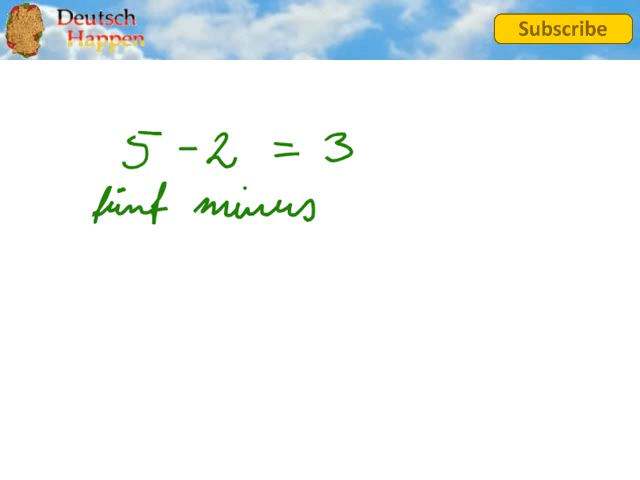 Deutsch
Happen
Subscribe
5 - 2 = 3
fünf minus